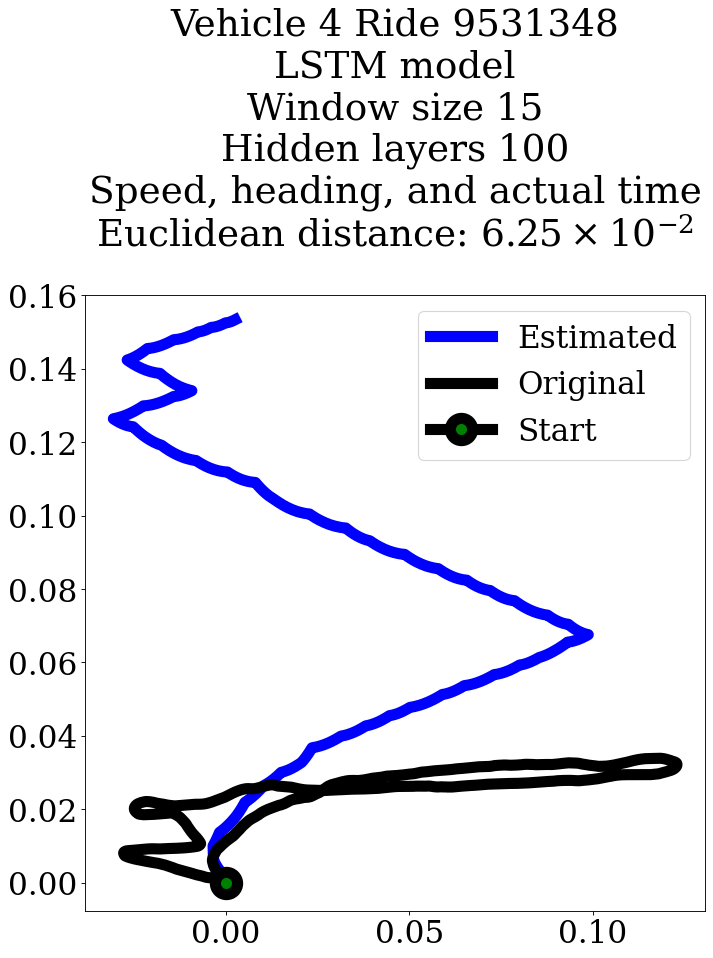 Vehicle 4 Ride 9531348
LSTM model
Window size 15
Hidden layers 100
Speed, heading, and actual time
Euclidean distance: 6.25 × 10⁻²
0.16
0.14
0.12
0.10
0.08
0.06
0.04
0.02
0.00
Estimated
Original
Start
0.00 0.05 0.10